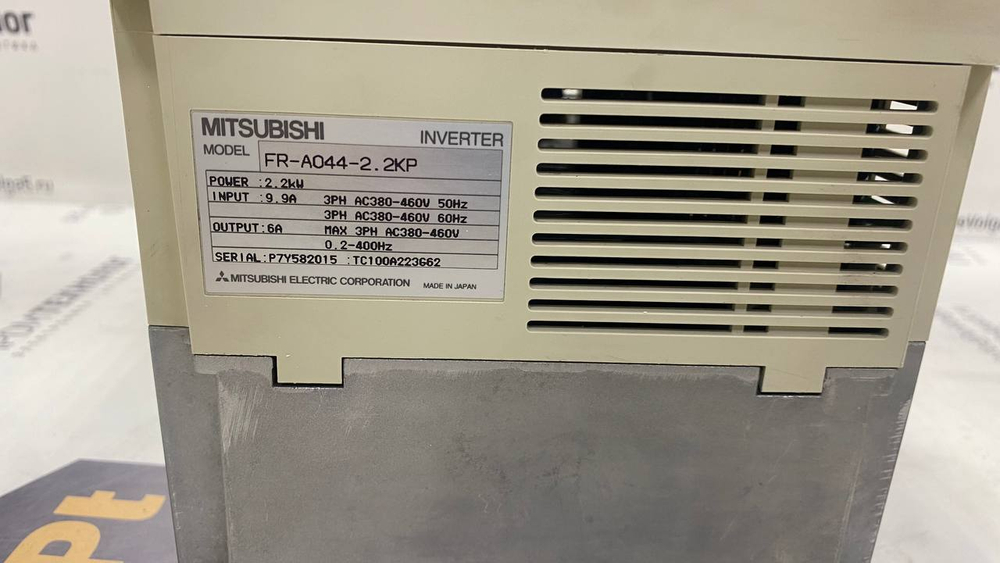 MITSUBISHI
INVERTER
MODEL FR-A044-2.2KP
POWER :2.2kW
INPUT :9.9A 3PH AC380-460V 50Hz
3PH AC380-460V 60Hz
OUTPUT:6A MAX 3PH AC380-460V
0.2-400Hz
SERIAL:P7Y582015 :TC100A223G62
MITSUBISHI ELECTRIC CORPORATION MADE IN JAPAN
Pt